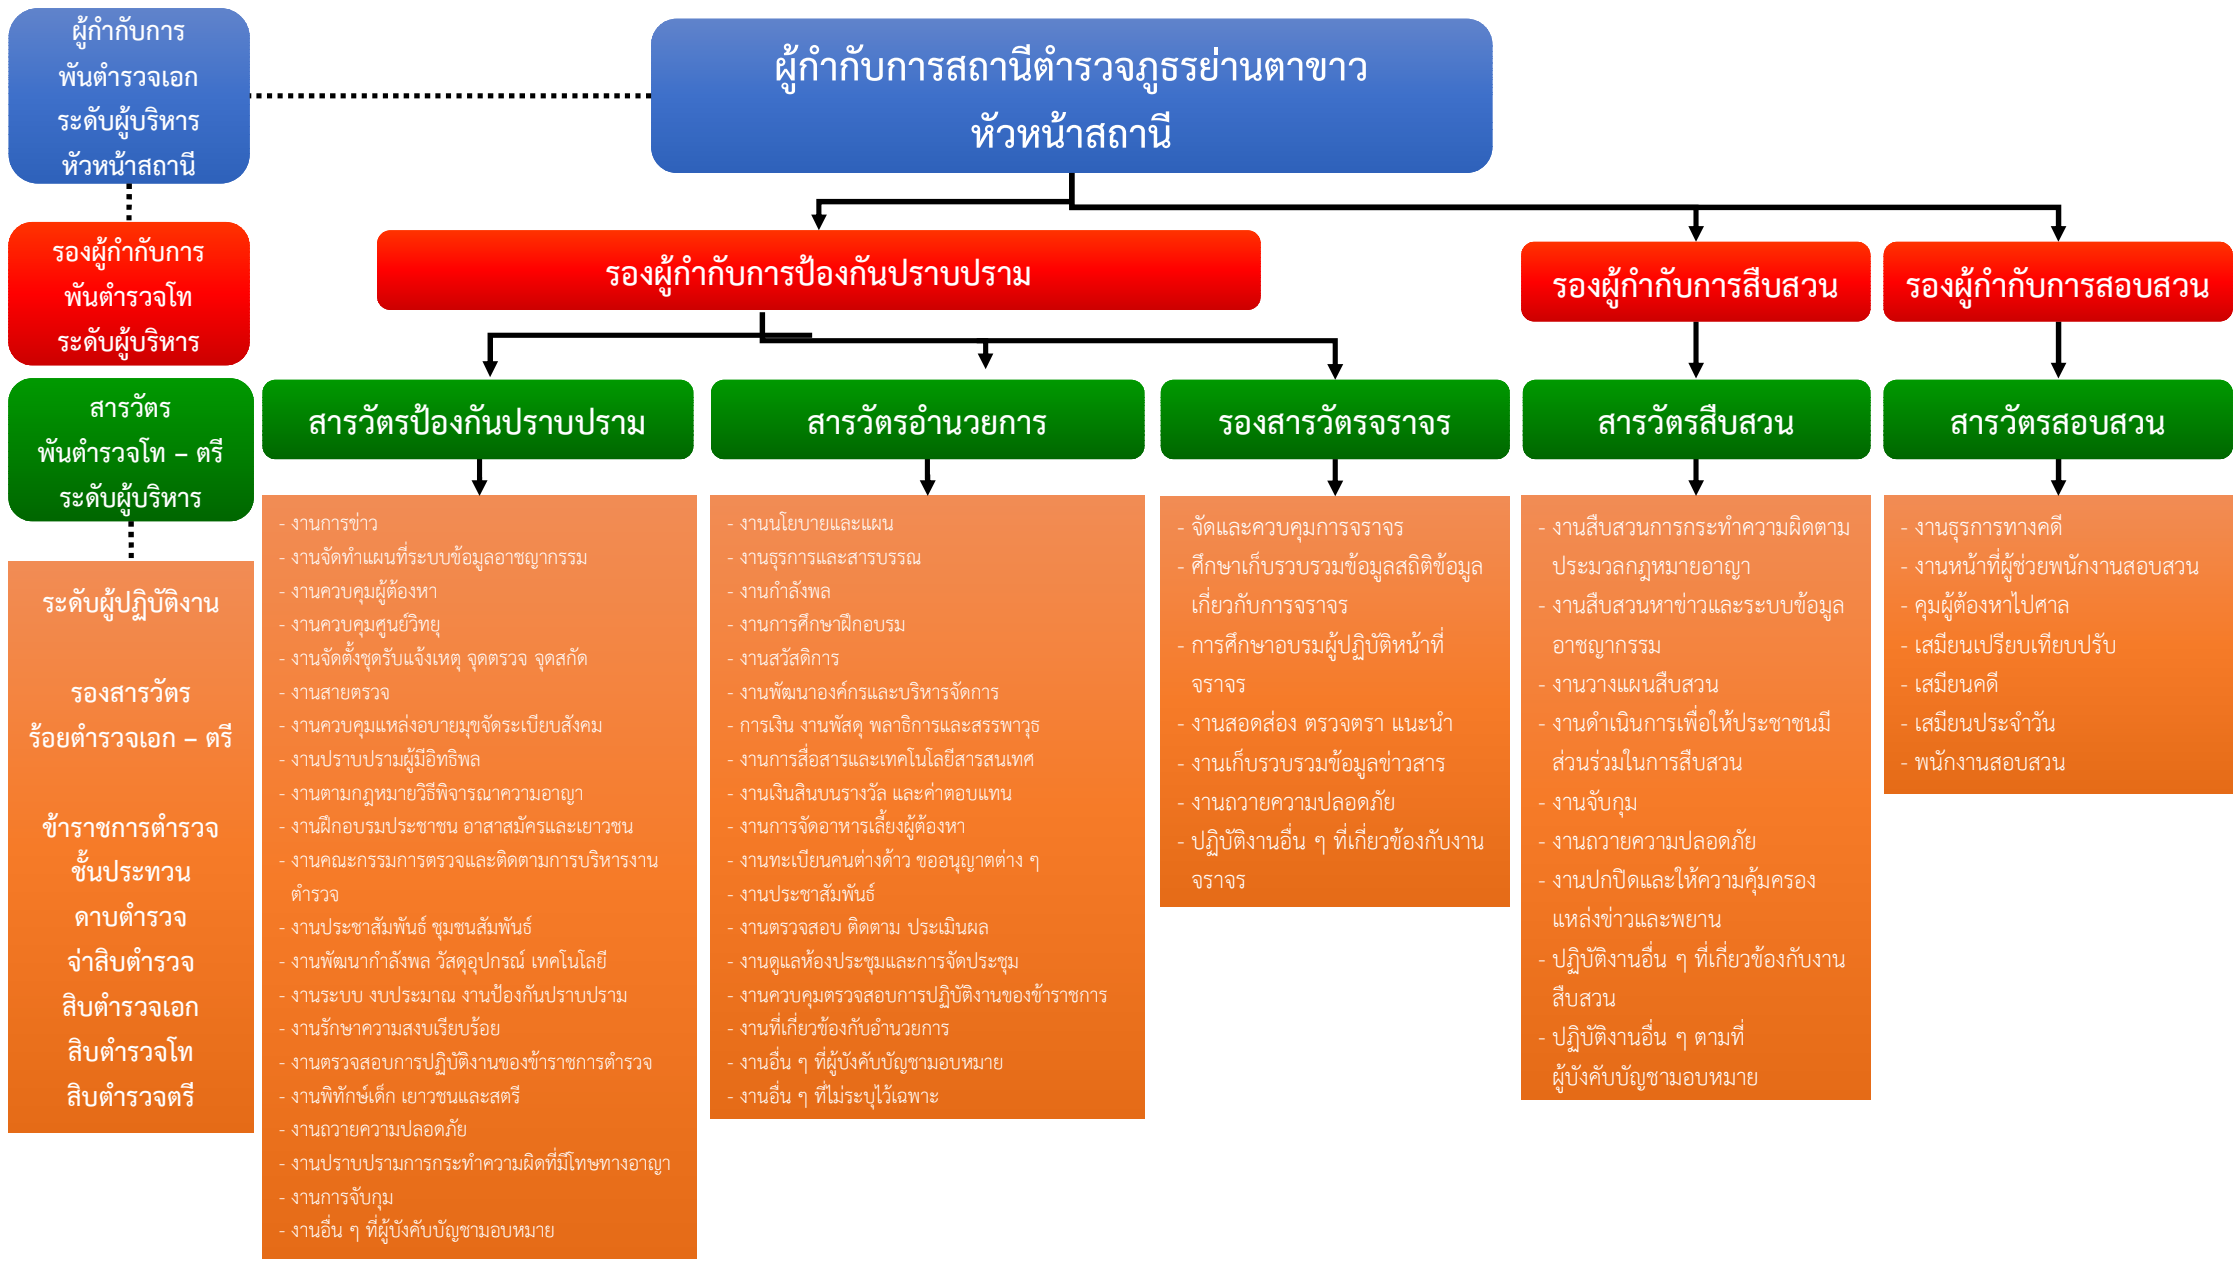 ผู้กำกับการ
พันตำรวจเอก
ระดับผู้บริหาร
หัวหน้าสถานี
ผู้กำกับการสถานีตำรวจภูธรย่านตาขาว
หัวหน้าสถานี
รองผู้กำกับการ
พันตำรวจโท
ระดับผู้บริหาร
รองผู้กำกับการป้องกันปราบปราม
รองผู้กำกับการสืบสวน
รองผู้กำกับการสอบสวน
สารวัตร
พันตำรวจโท – ตรี
ระดับผู้บริหาร
สารวัตรป้องกันปราบปราม
สารวัตรอำนวยการ
รองสารวัตรจราจร
สารวัตรสืบสวน
สารวัตรสอบสวน
ระดับผู้ปฏิบัติงาน
รองสารวัตร
ร้อยตำรวจเอก – ตรี
ข้าราชการตำรวจ
ชั้นประทวน
ดาบตำรวจ
จ่าสิบตำรวจ
สิบตำรวจเอก
สิบตำรวจโท
สิบตำรวจตรี
- งานการข่าว
- งานจัดทำแผนที่ระบบข้อมูลอาชญากรรม
- งานควบคุมผู้ต้องหา
- งานควบคุมศูนย์วิทยุ
- งานจัดตั้งชุดรับแจ้งเหตุ จุดตรวจ จุดสกัด
- งานสายตรวจ
- งานควบคุมแหล่งอบายมุขจัดระเบียบสังคม
- งานปราบปรามผู้มีอิทธิพล
- งานตามกฎหมายวิธีพิจารณาความอาญา
- งานฝึกอบรมประชาชน อาสาสมัครและเยาวชน
- งานคณะกรรมการตรวจและติดตามการบริหารงาน
ตำรวจ
- งานประชาสัมพันธ์ ชุมชนสัมพันธ์
- งานพัฒนากำลังพล วัสดุอุปกรณ์ เทคโนโลยี
- งานระบบ งบประมาณ งานป้องกันปราบปราม
- งานรักษาความสงบเรียบร้อย
- งานตรวจสอบการปฏิบัติงานของข้าราชการตำรวจ
- งานพิทักษ์เด็ก เยาวชนและสตรี
- งานถวายความปลอดภัย
- งานปราบปรามการกระทำความผิดที่มีโทษทางอาญา
- งานการจับกุม
- งานอื่น ๆ ที่ผู้บังคับบัญชามอบหมาย
- งานนโยบายและแผน
- งานธุรการและสารบรรณ
- งานกำลังพล
- งานการศึกษาฝึกอบรม
- งานสวัสดิการ
- งานพัฒนาองค์กรและบริหารจัดการ
- การเงิน งานพัสดุ พลาธิการและสรรพาวุธ
- งานการสื่อสารและเทคโนโลยีสารสนเทศ
- งานเงินสินบนรางวัล และค่าตอบแทน
- งานการจัดอาหารเลี้ยงผู้ต้องหา
- งานทะเบียนคนต่างด้าว ขออนุญาตต่าง ๆ
- งานประชาสัมพันธ์
- งานตรวจสอบ ติดตาม ประเมินผล
- งานดูแลห้องประชุมและการจัดประชุม
- งานควบคุมตรวจสอบการปฏิบัติงานของข้าราชการ
- งานที่เกี่ยวข้องกับอำนวยการ
- งานอื่น ๆ ที่ผู้บังคับบัญชามอบหมาย
- งานอื่น ๆ ที่ไม่ระบุไว้เฉพาะ
- จัดและควบคุมการจราจร
- ศึกษาเก็บรวบรวมข้อมูลสถิติข้อมูล
เกี่ยวกับการจราจร
- การศึกษาอบรมผู้ปฏิบัติหน้าที่
จราจร
- งานสอดส่อง ตรวจตรา แนะนำ
- งานเก็บรวบรวมข้อมูลข่าวสาร
- งานถวายความปลอดภัย
- ปฏิบัติงานอื่น ๆ ที่เกี่ยวข้องกับงาน
จราจร
- งานสืบสวนการกระทำความผิดตาม
ประมวลกฎหมายอาญา
- งานสืบสวนหาข่าวและระบบข้อมูล
อาชญากรรม
- งานวางแผนสืบสวน
- งานดำเนินการเพื่อให้ประชาชนมี
ส่วนร่วมในการสืบสวน
- งานจับกุม
- งานถวายความปลอดภัย
- งานปกปิดและให้ความคุ้มครอง
แหล่งข่าวและพยาน
- ปฏิบัติงานอื่น ๆ ที่เกี่ยวข้องกับงาน
สืบสวน
- ปฏิบัติงานอื่น ๆ ตามที่
ผู้บังคับบัญชามอบหมาย
- งานธุรการทางคดี
- งานหน้าที่ผู้ช่วยพนักงานสอบสวน
- คุมผู้ต้องหาไปศาล
- เสมียนเปรียบเทียบปรับ
- เสมียนคดี
- เสมียนประจำวัน
- พนักงานสอบสวน